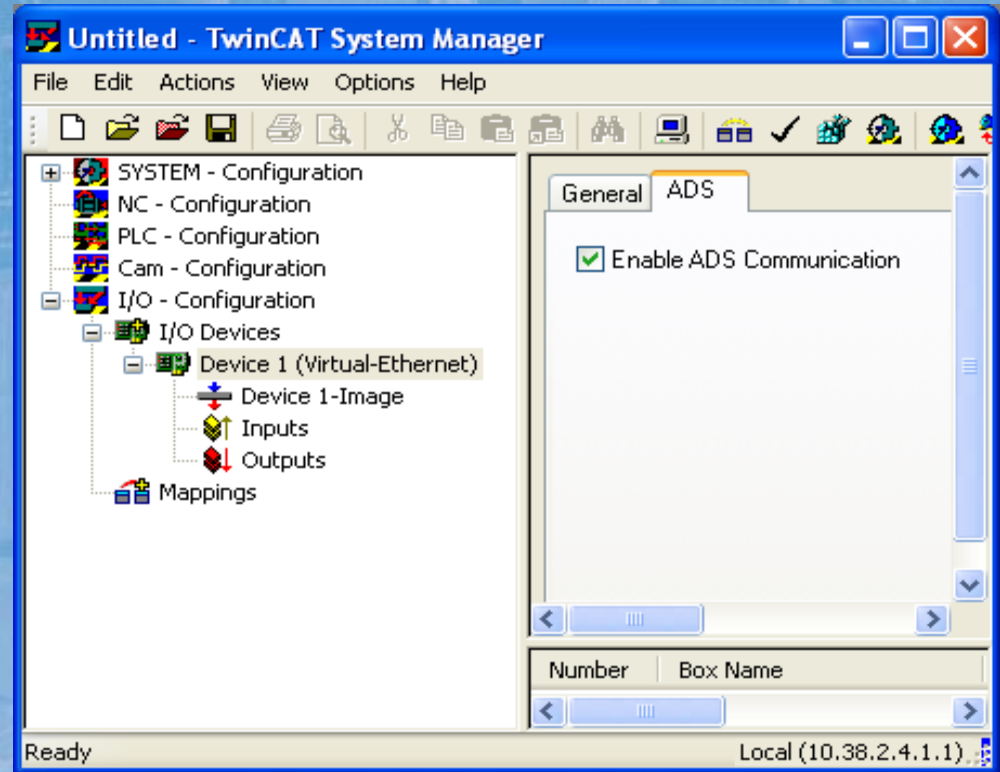 Untitled - TwinCAT System Manager
File Edit Actions View Options Help
SYSTEM - Configuration
NC - Configuration
PLC - Configuration
Cam - Configuration
I/O - Configuration
I/O Devices
Device 1 (Virtual-Ethernet)
Device 1-Image
Inputs
Outputs
Mappings
General ADS
Enable ADS Communication
Number Box Name
Ready Local (10.38.2.4.1.1)